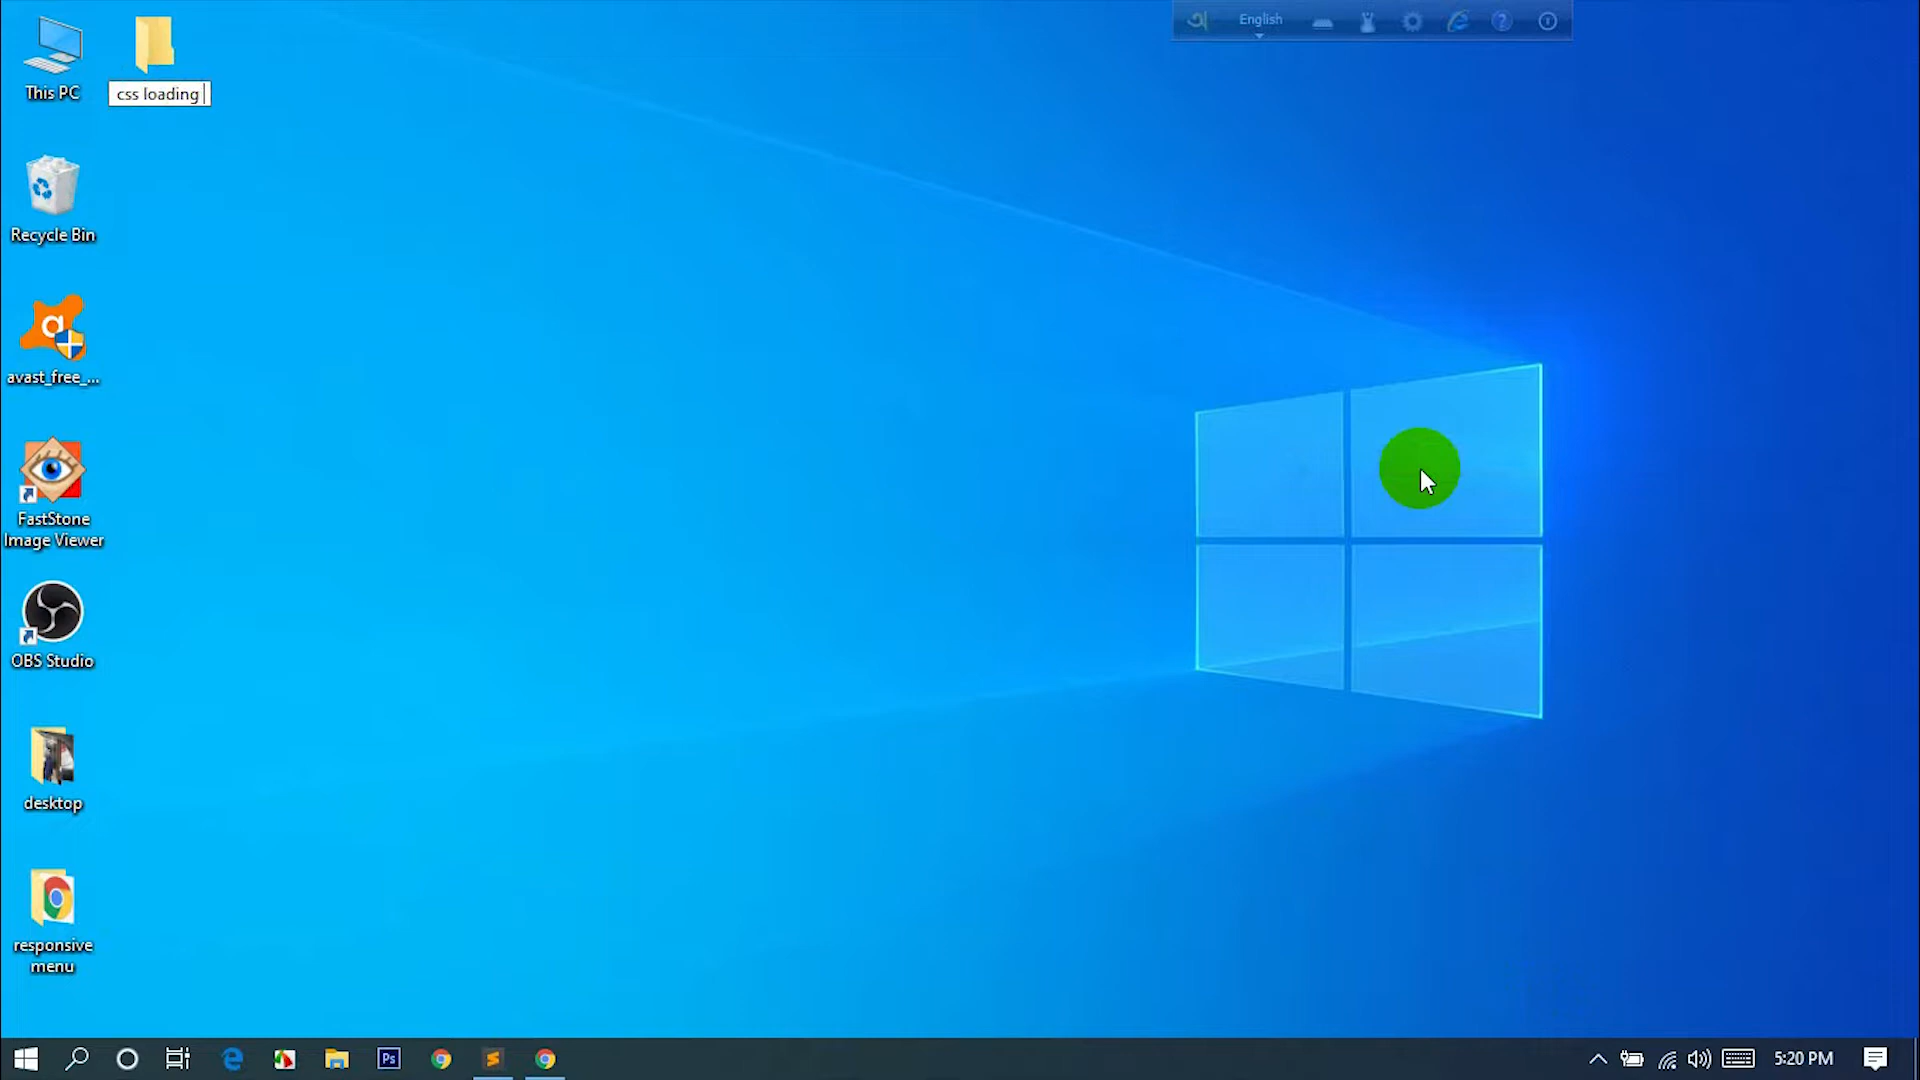 অ English ?
This PC
css loading
Recycle Bin
a
avast_free_...
FastStone
Image Viewer
OBS Studio
desktop
responsive
menu
Ps
5:20 PM